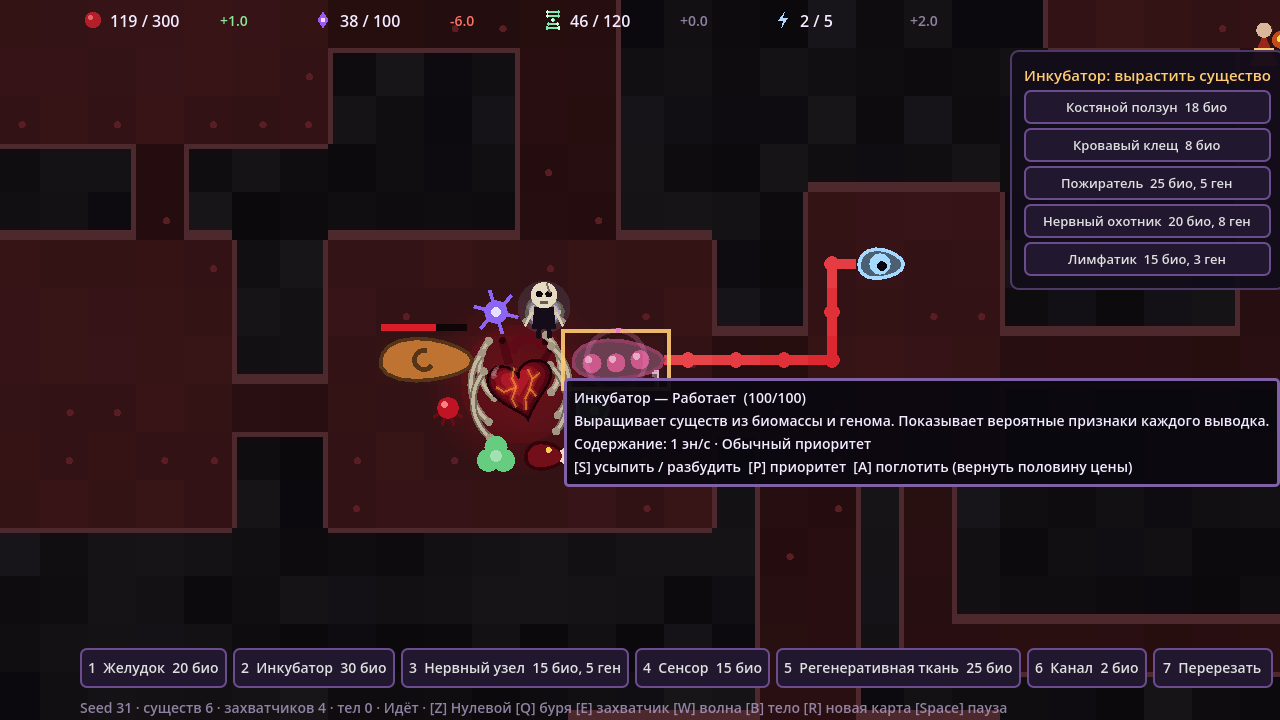 119 / 300 +1.0 38 / 100 -6.0 46 / 120 +0.0 2 / 5 +2.0
Инкубатор: вырастить существо
Костяной ползун 18 био
Кровавый клещ 8 био
Пожиратель 25 био, 5 ген
Нервный охотник 20 био, 8 ген
Лимфатик 15 био, 3 ген
Инкубатор — Работает (100/100)
Выращивает существ из биомассы и генома. Показывает вероятные признаки каждого выводка.
Содержание: 1 эн/с · Обычный приоритет
[S] усыпить / разбудить [P] приоритет [A] поглотить (вернуть половину цены)
1 Желудок 20 био 2 Инкубатор 30 био 3 Нервный узел 15 био, 5 ген 4 Сенсор 15 био 5 Регенеративная ткань 25 био 6 Канал 2 био 7 Перерезать
Seed 31 · существ 6 · захватчиков 4 · тел 0 · Идёт · [Z] Нулевой [Q] буря [E] захватчик [W] волна [B] тело [R] новая карта [Space] пауза